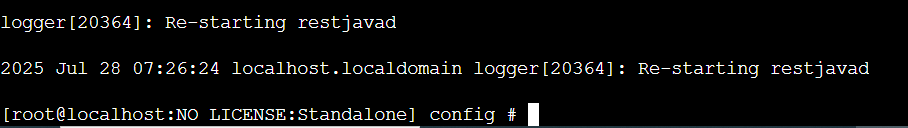 logger[20364]: Re-starting restjavad
2025 Jul 28 07:26:24 localhost.localdomain logger[20364]: Re-starting restjavad
[root@localhost:NO LICENSE:Standalone] config #